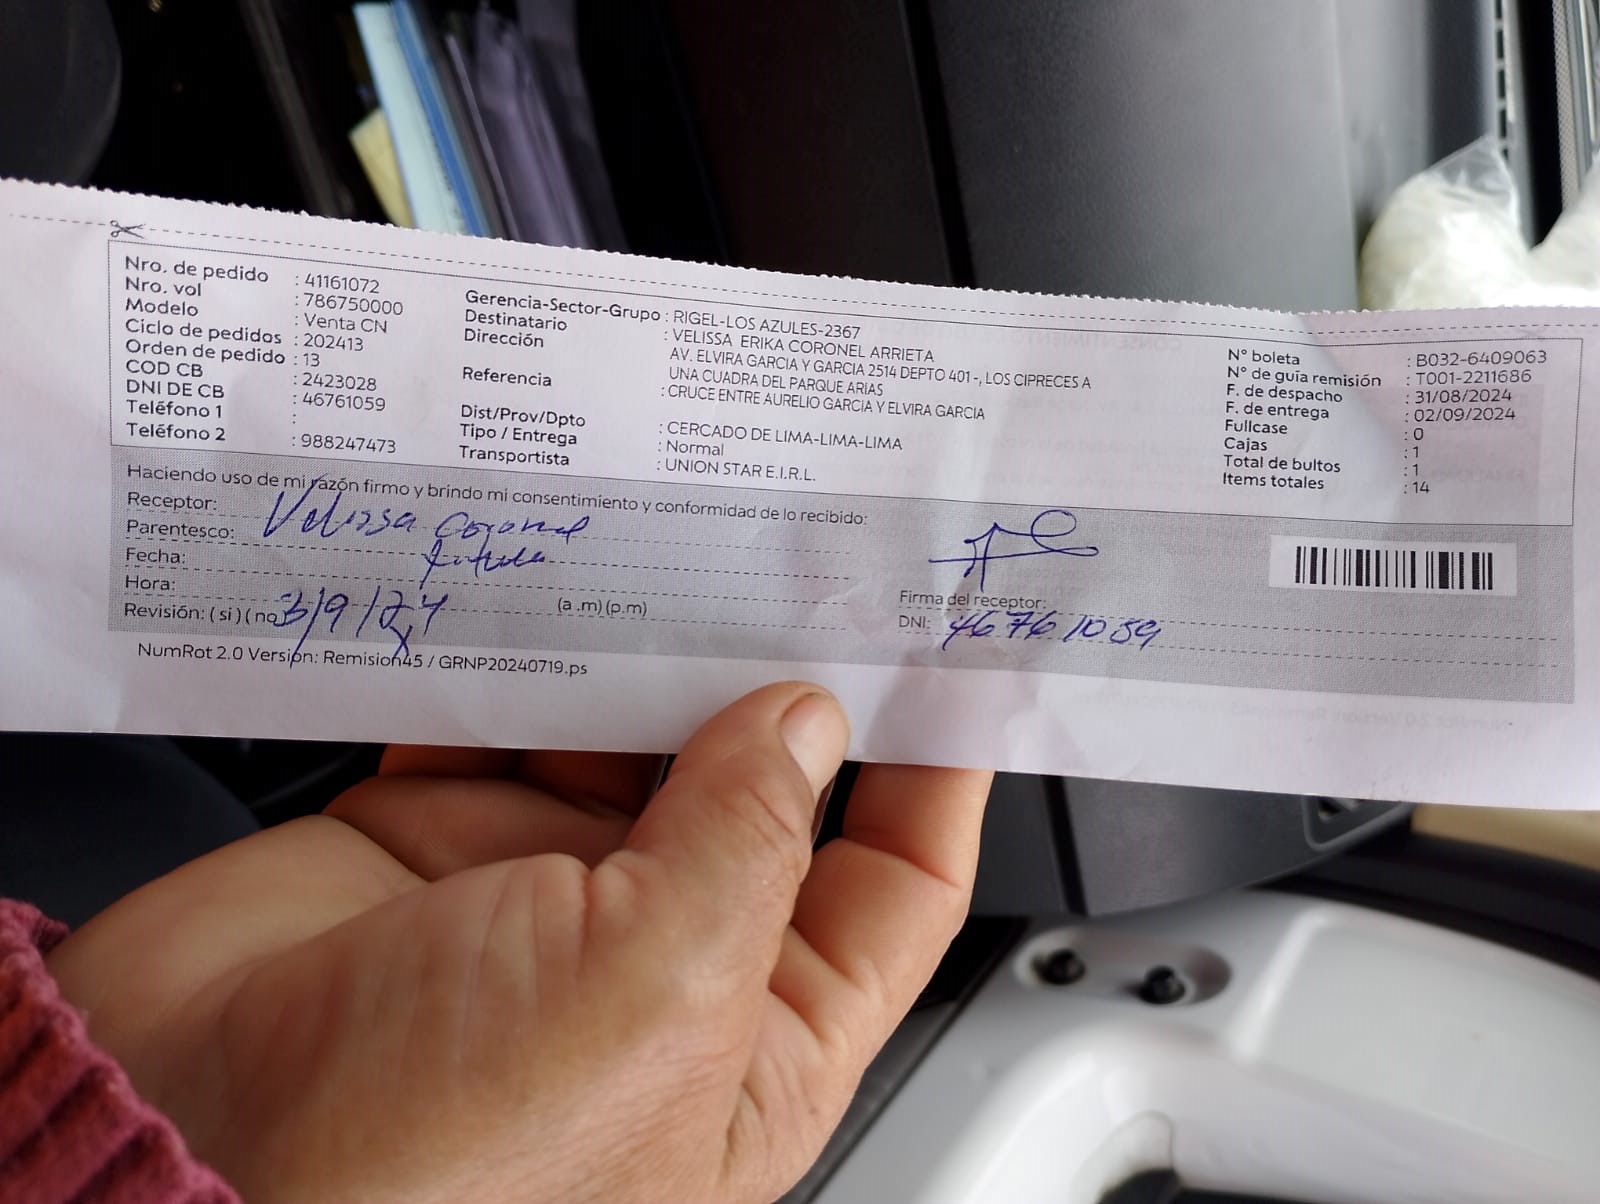 Nro. de pedido : 41161072
Nro. vol : 786750000
Modelo : Venta CN
Ciclo de pedidos : 202413
Orden de pedido : 13
COD CB : 2423028
DNI DE CB : 46761059
Teléfono 1 :
Teléfono 2 : 988247473
Gerencia-Sector-Grupo : RIGEL-LOS AZULES-2367
Destinatario : VELISSA ERIKA CORONEL ARRIETA
Dirección AV. ELVIRA GARCIA Y GARCIA 2514 DEPTO 401 -, LOS CIPRECES A
UNA CUADRA DEL PARQUE ARIAS
Referencia : CRUCE ENTRE AURELIO GARCIA Y ELVIRA GARCIA
Dist/Prov/Dpto : CERCADO DE LIMA-LIMA-LIMA
Tipo / Entrega : Normal
Transportista : UNION STAR E.I.R.L.
N° boleta : B032-6409063
N° de guía remisión : T001-2211686
F. de despacho : 31/08/2024
F. de entrega : 02/09/2024
Fullcase : 0
Cajas : 1
Total de bultos : 1
Items totales : 14
Haciendo uso de mi razón firmo y brindo mi consentimiento y conformidad de lo recibido:
Receptor: Velissa Coronel
Parentesco:
Fecha:
Hora: (a.m)(p.m)
Revisión: ( si ) ( no 3/9/24
Firma del receptor:
DNI: 46761059
NumRot 2.0 Versión: Remision45 / GRNP20240719.ps